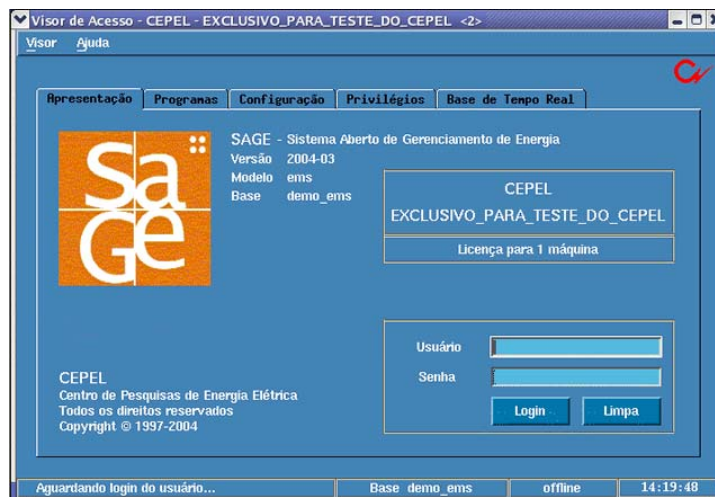 Visor de Acesso - CEPEL - EXCLUSIVO_PARA_TESTE_DO_CEPEL <2>
Visor Ajuda
Apresentação Programas Configuração Privilégios Base de Tempo Real
SaGe
SAGE - Sistema Aberto de Gerenciamento de Energia
Versão 2004-03
Modelo ems
Base demo_ems
CEPEL
EXCLUSIVO_PARA_TESTE_DO_CEPEL
Licença para 1 máquina
Usuário
Senha
Login Limpa
CEPEL
Centro de Pesquisas de Energia Elétrica
Todos os direitos reservados
Copyright © 1997-2004
Aguardando login do usuário... Base demo_ems offline 14:19:48